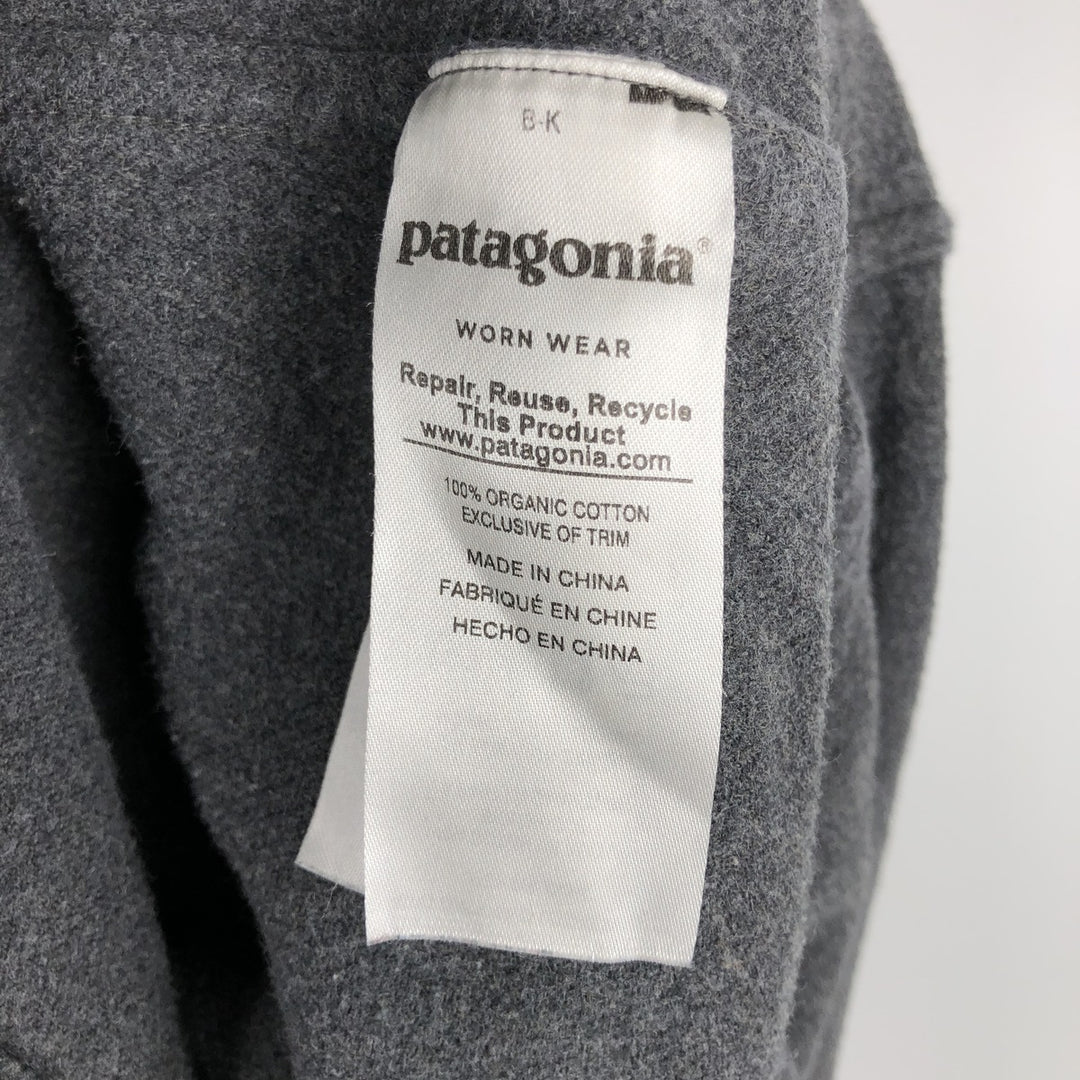 B-K
patagonia®
WORN WEAR
Repair, Reuse, Recycle
This Product
www.patagonia.com
100% ORGANIC COTTON
EXCLUSIVE OF TRIM
MADE IN CHINA
FABRIQUÉ EN CHINE
HECHO EN CHINA